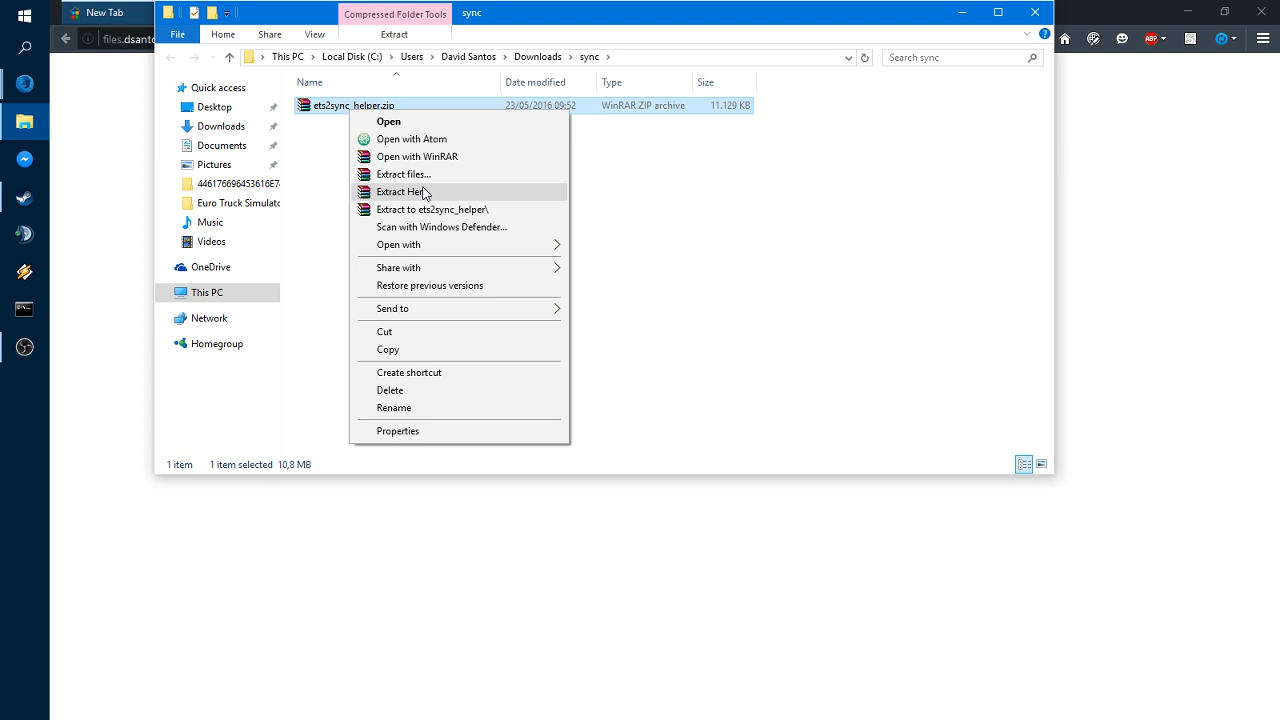 New Tab
Compressed Folder Tools
sync
File
Home
Share
View
Extract
files.dsanto
This PC
Local Disk (C:)
Users
David Santos
Downloads
sync
Search sync
Name
Date modified
Type
Size
Quick access
Desktop
Downloads
Documents
Pictures
446176696453616E74
Euro Truck Simulato
Music
Videos
OneDrive
This PC
Network
Homegroup
ets2sync_helper.zip
23/05/2016 09:52
WinRAR ZIP archive
11.129 KB
Open
Open with Atom
Open with WinRAR
Extract files...
Extract Here
Extract to ets2sync_helper\
Scan with Windows Defender...
Open with
Share with
Restore previous versions
Send to
Cut
Copy
Create shortcut
Delete
Rename
Properties
1 item
1 item selected 10,8 MB
ABP